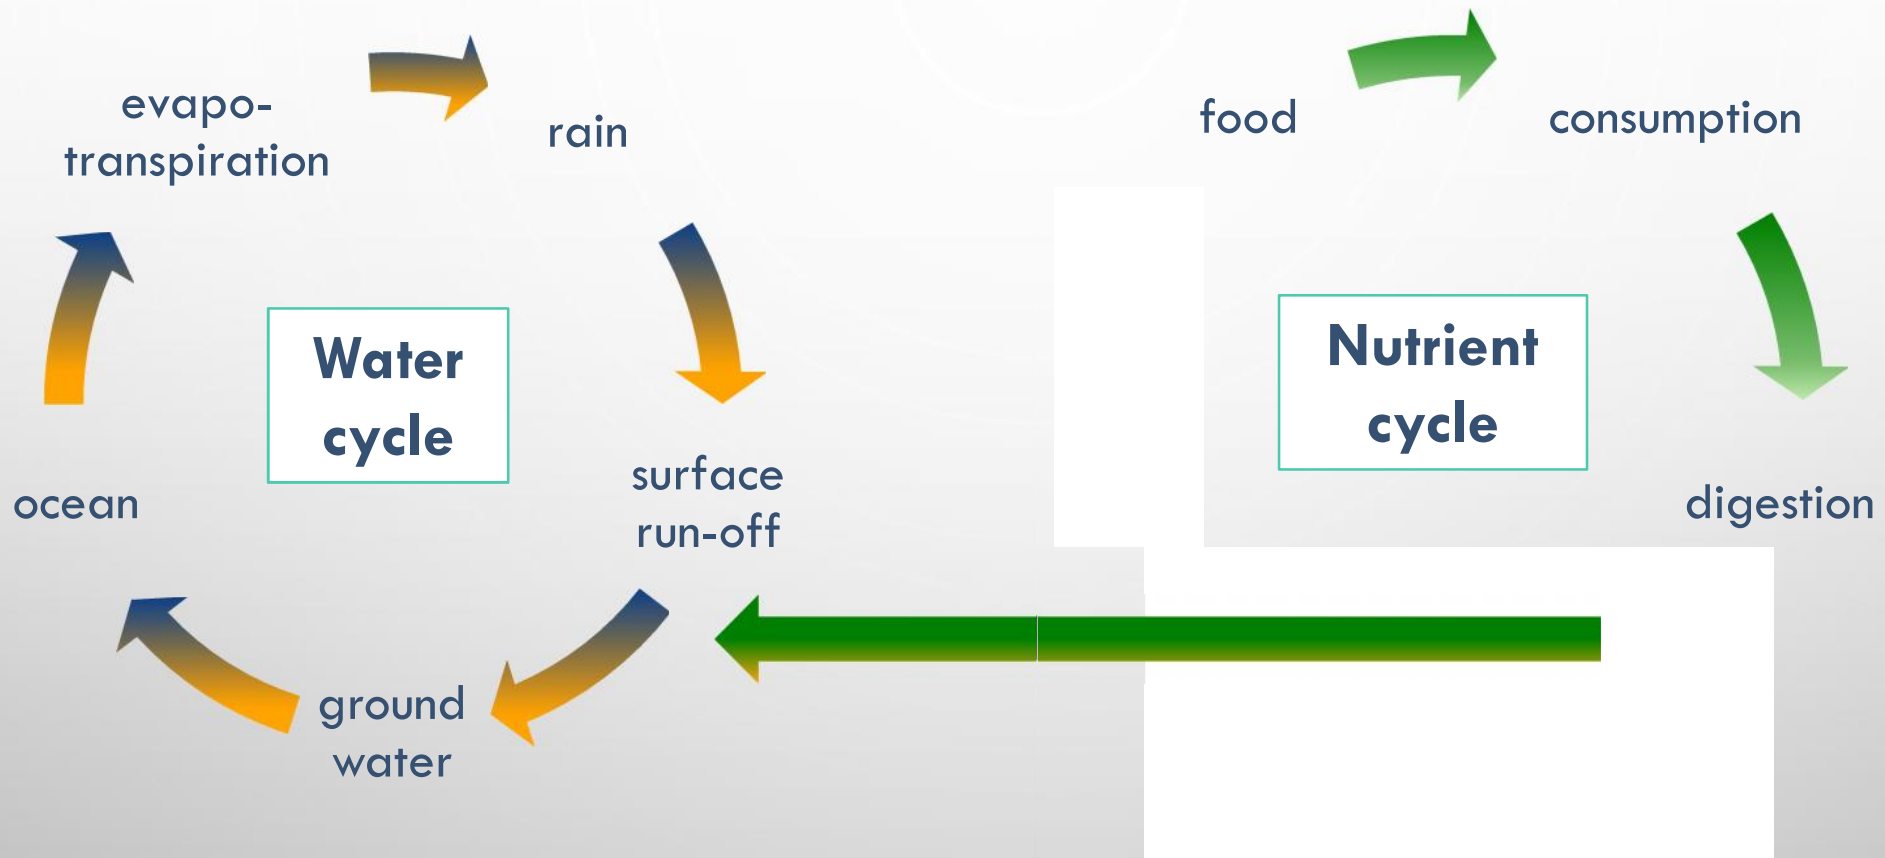 evapo-
transpiration
rain
surface
run-off
ground
water
ocean
Water
cycle
food
consumption
digestion
Nutrient
cycle